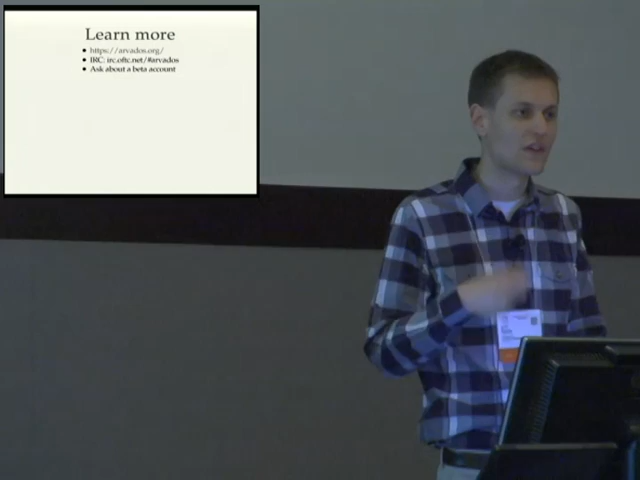 Learn more
https://arvados.org/
IRC: irc.oftc.net/#arvados
Ask about a beta account